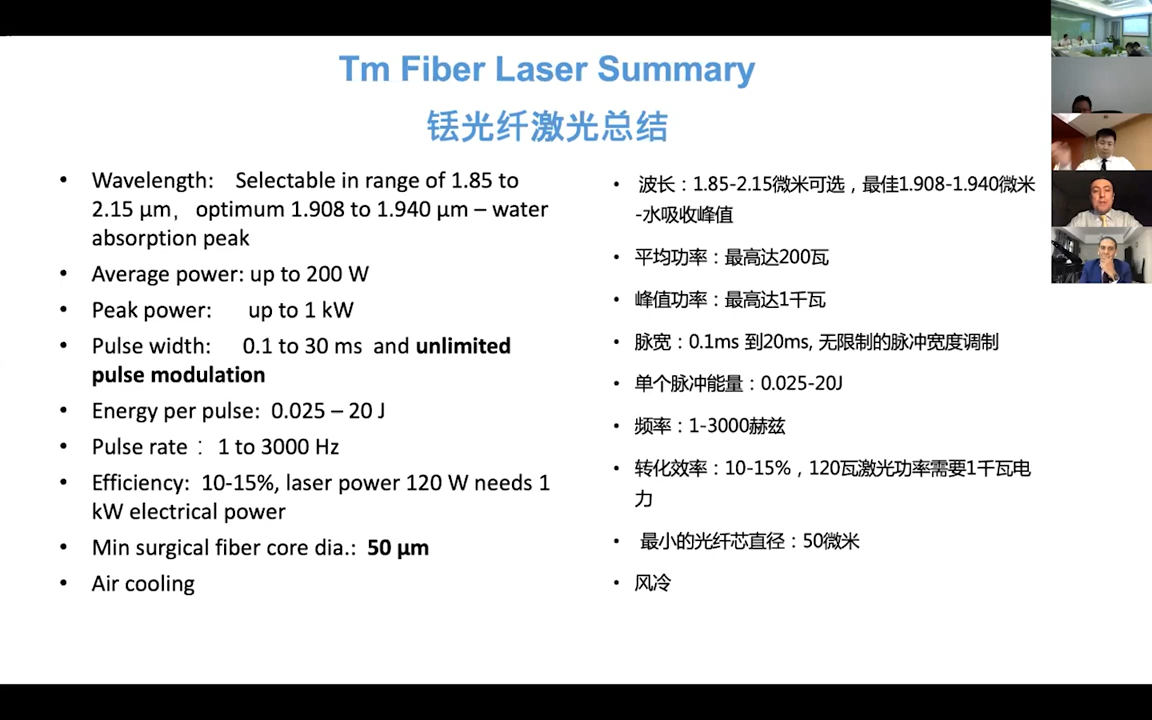 Tm Fiber Laser Summary
铥光纤激光总结
• Wavelength: Selectable in range of 1.85 to
2.15 µm, optimum 1.908 to 1.940 µm – water
absorption peak
• Average power: up to 200 W
• Peak power: up to 1 kW
• Pulse width: 0.1 to 30 ms and unlimited
pulse modulation
• Energy per pulse: 0.025 – 20 J
• Pulse rate： 1 to 3000 Hz
• Efficiency: 10-15%, laser power 120 W needs 1
kW electrical power
• Min surgical fiber core dia.: 50 µm
• Air cooling
• 波长：1.85-2.15微米可选，最佳1.908-1.940微米
-水吸收峰值
• 平均功率：最高达200瓦
• 峰值功率：最高达1千瓦
• 脉宽：0.1ms 到20ms, 无限制的脉冲宽度调制
• 单个脉冲能量：0.025-20J
• 频率：1-3000赫兹
• 转化效率：10-15%，120瓦激光功率需要1千瓦电
力
• 最小的光纤芯直径：50微米
• 风冷